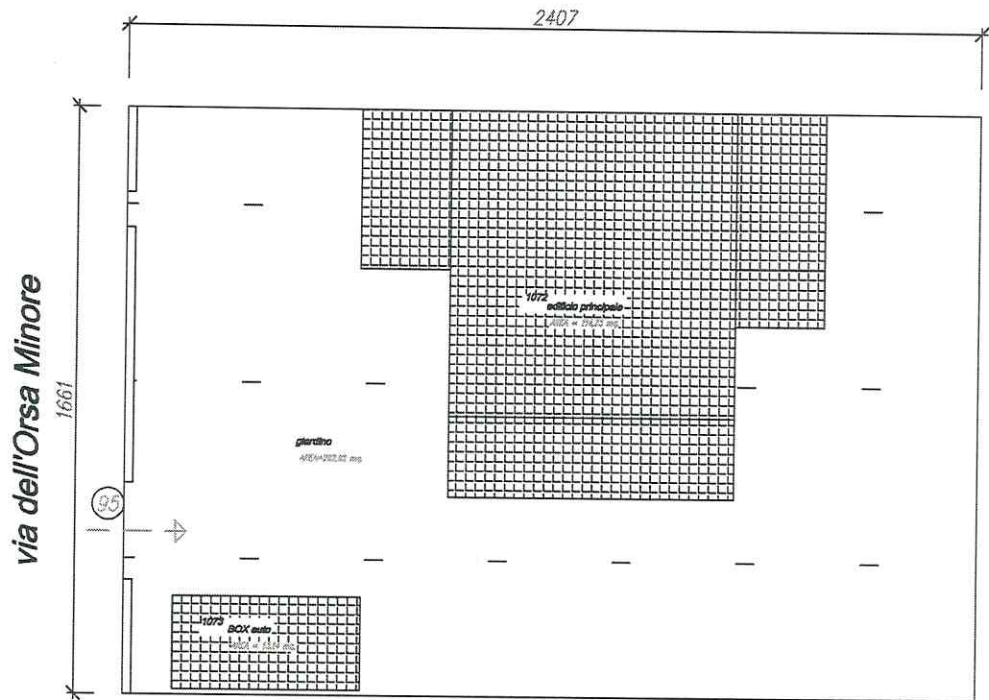 2407
via dell'Orsa Minore
1661
1072
edificio principale
giardino
95
1073
BOX auto